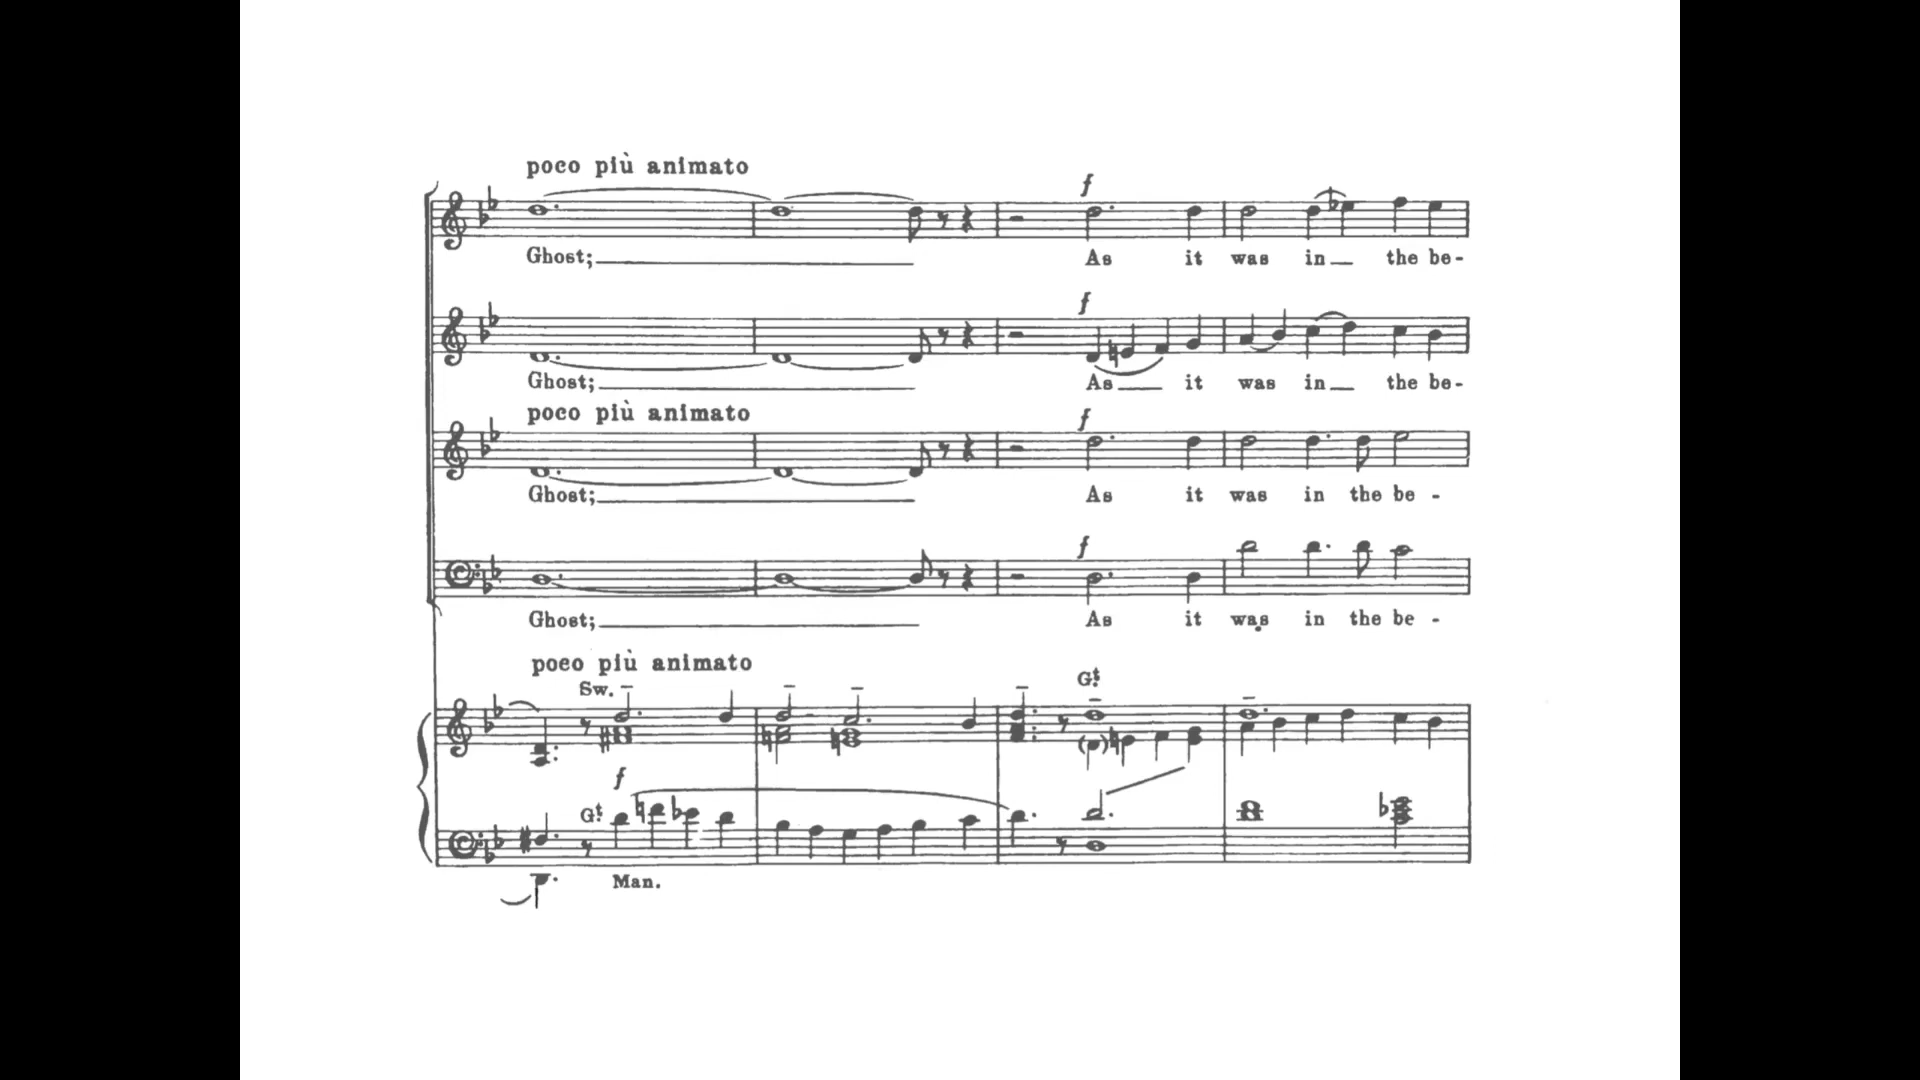 poco più animato
f
Ghost; As it was in the be-
f
Ghost; As it was in the be-
poco più animato
f
Ghost; As it was in the be -
f
Ghost; As it was in the be -
poco più animato
Sw. Gt
f
Gt
Man.